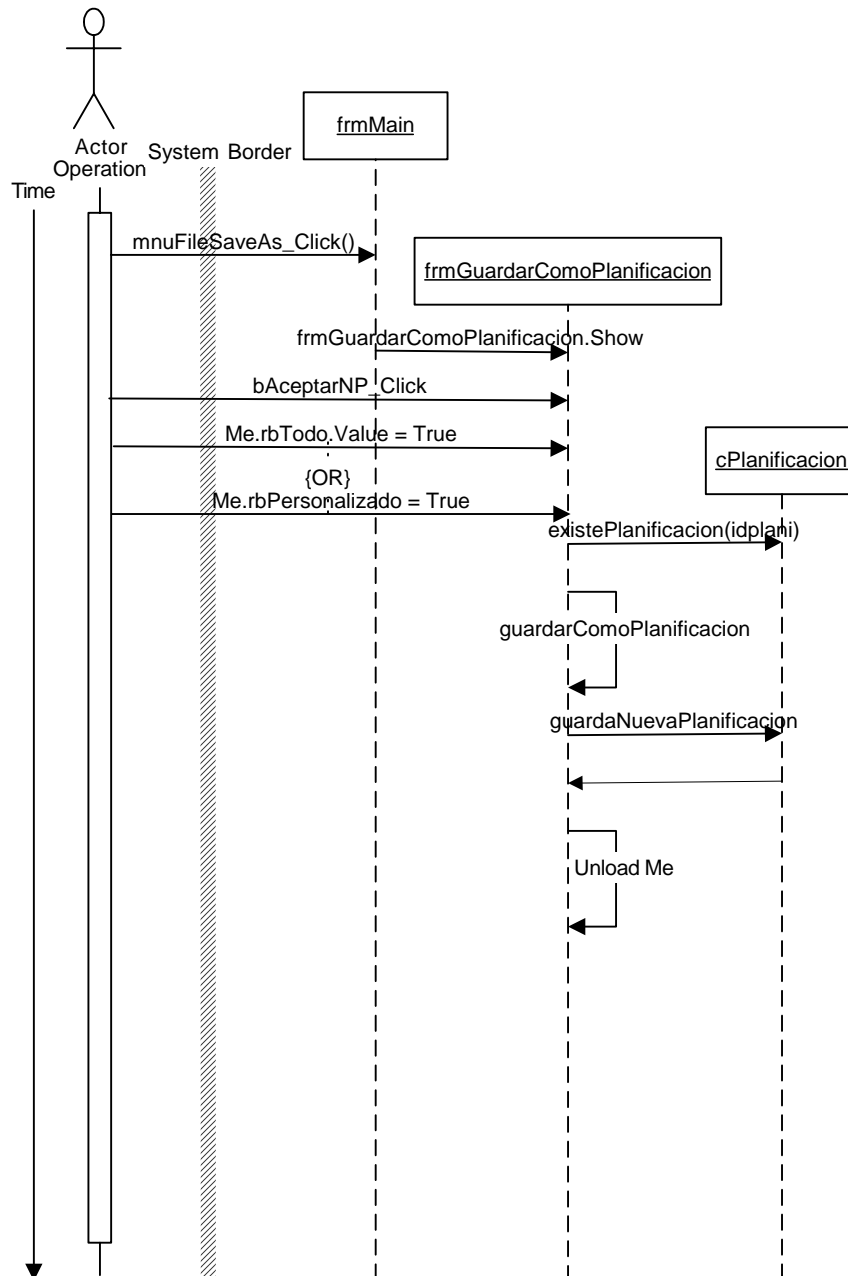 frmMain
Actor
Operation
System Border
Time
mnuFileSaveAs_Click()
frmGuardarComoPlanificacion
frmGuardarComoPlanificacion.Show
bAceptarNP_Click
Me.rbTodo.Value = True
cPlanificacion
{OR}
Me.rbPersonalizado = True
existePlanificacion(idplani)
guardarComoPlanificacion
guardaNuevaPlanificacion
Unload Me